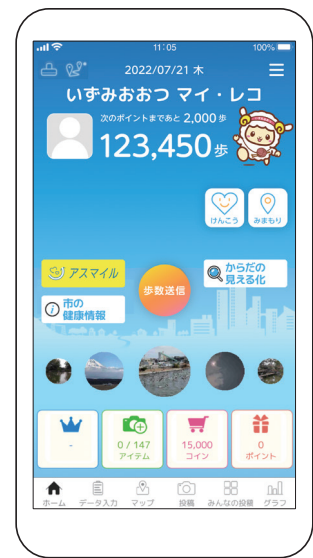 11:05
100%
2022/07/21 木
いずみおおつ マイ・レコ
次のポイントまであと 2,000 歩
123,450 歩
けんこう
みまもり
アスマイル
歩数送信
からだの
見える化
市の
健康情報
-
0 / 147
アイテム
15,000
コイン
0
ポイント
ホーム
データ入力
マップ
投稿
みんなの投稿
グラフ